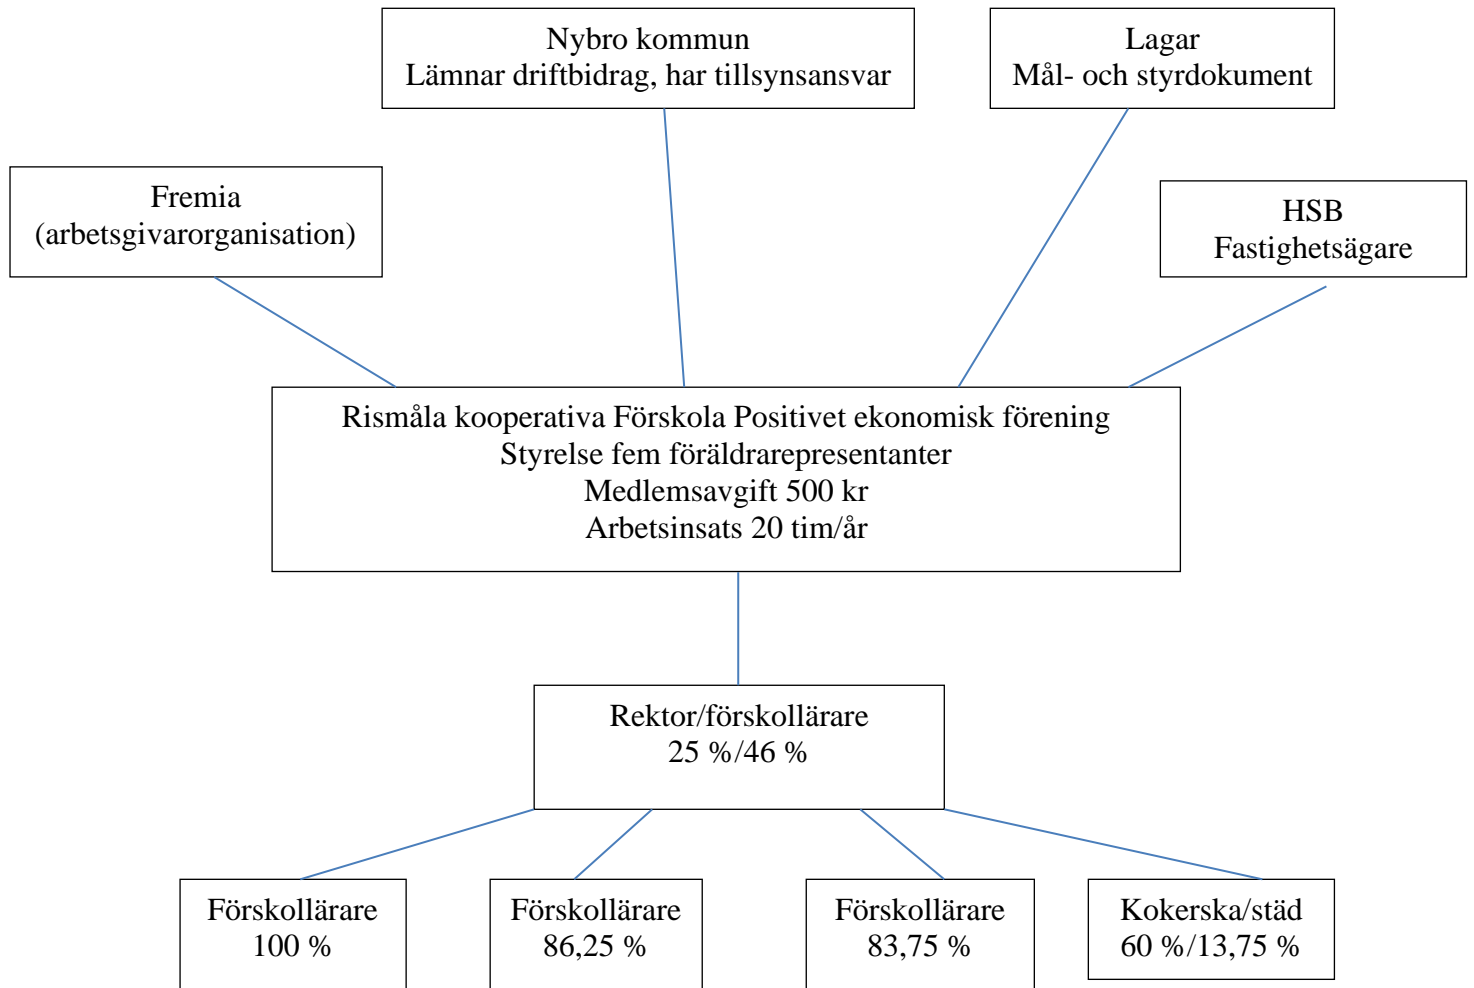 Nybro kommun
Lämnar driftbidrag, har tillsynsansvar
Lagar
Mål- och styrdokument
Fremia
(arbetsgivarorganisation)
HSB
Fastighetsägare
Rismåla kooperativa Förskola Positivet ekonomisk förening
Styrelse fem föräldrarepresentanter
Medlemsavgift 500 kr
Arbetsinsats 20 tim/år
Rektor/förskollärare
25 %/46 %
Förskollärare
100 %
Förskollärare
86,25 %
Förskollärare
83,75 %
Kokerska/städ
60 %/13,75 %